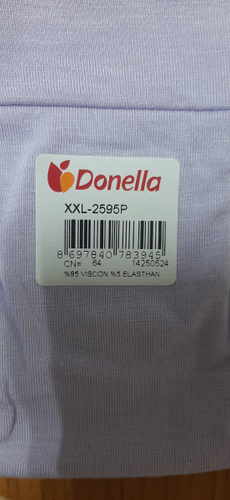 Donella
XXL-2595P
8 697840 783945
CN= 64 14250524
%95 VISCON %5 ELASTHAN